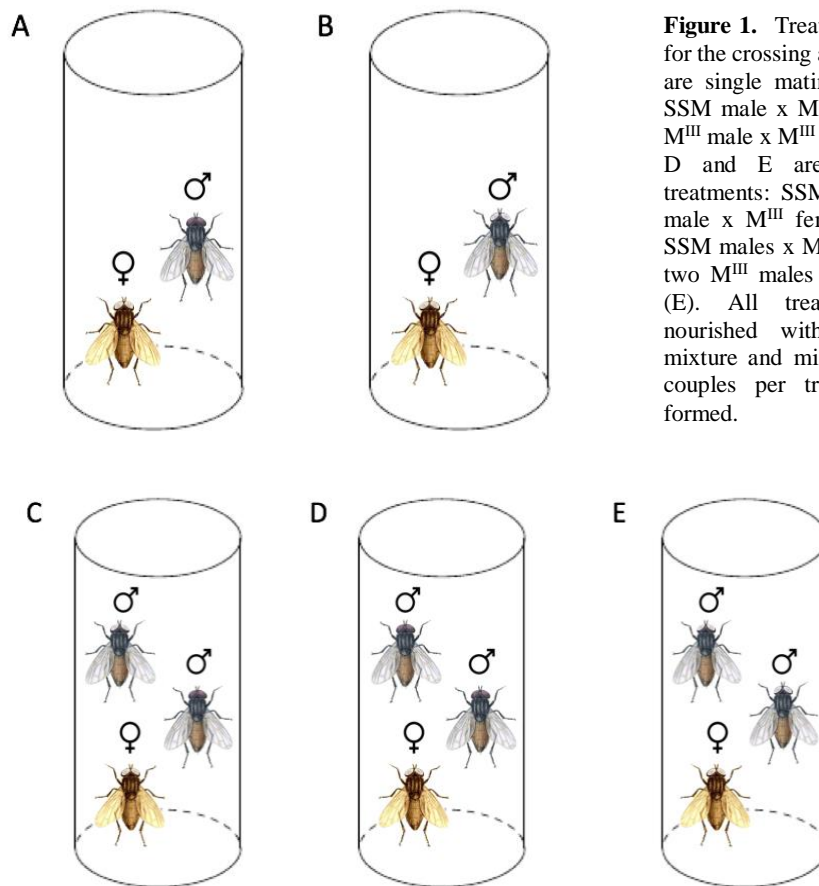 A
B
Figure 1. Treat
for the crossing a
are single matin
SSM male x M
Mᴵᴵᴵ male x Mᴵᴵᴵ
D and E are
treatments: SSM
male x Mᴵᴵᴵ fer
SSM males x M
two Mᴵᴵᴵ males
(E). All trea
nourished with
mixture and mi
couples per tr
formed.
♂
♂
♀
♀
C
D
E
♂
♂
♂
♂
♂
♂
♀
♀
♀